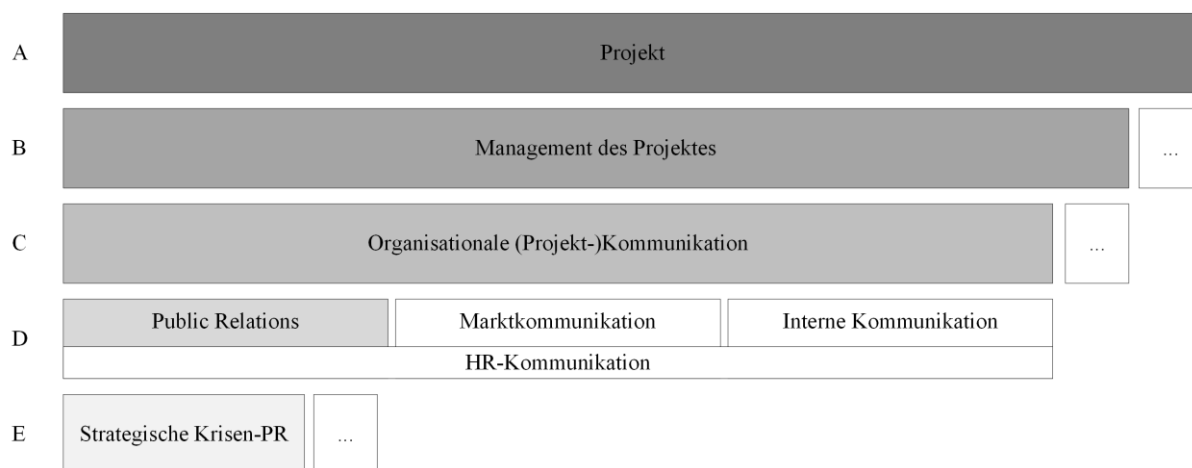 A
Projekt
B
Management des Projektes
...
C
Organisationale (Projekt-)Kommunikation
...
D
Public Relations
Marktkommunikation
Interne Kommunikation
HR-Kommunikation
E
Strategische Krisen-PR
...